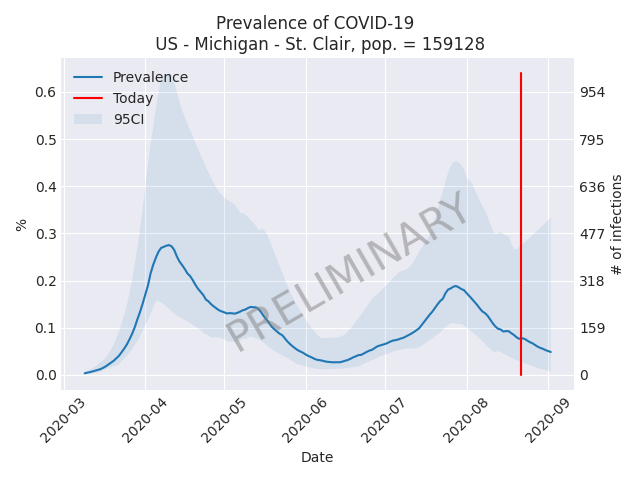 Prevalence of COVID-19
US - Michigan - St. Clair, pop. = 159128
Prevalence
Today
95CI
0.6
0.5
0.4
0.3
0.2
0.1
0.0
%
954
795
636
477
318
159
0
# of infections
PRELIMINARY
2020-03
2020-04
2020-05
2020-06
2020-07
2020-08
2020-09
Date